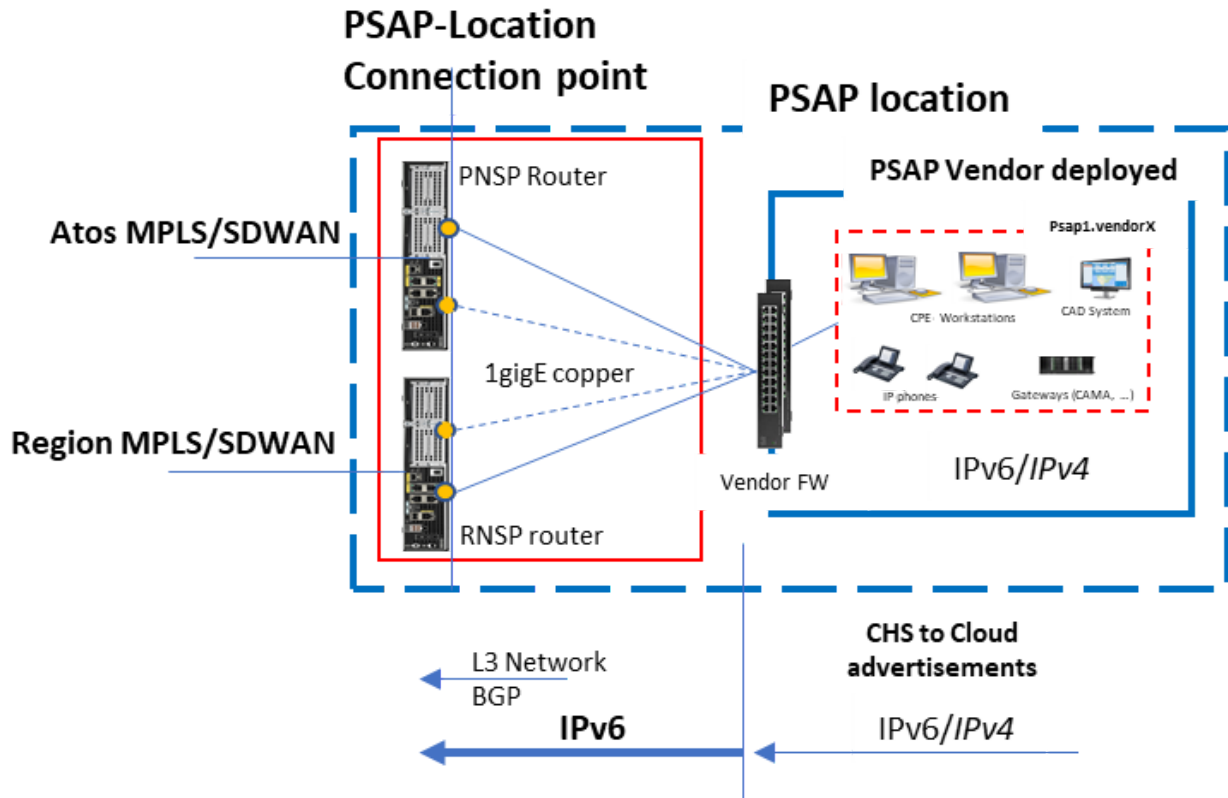 PSAP-Location
Connection point
PSAP location
PNSP Router
PSAP Vendor deployed
Psap1.vendorX
Atos MPLS/SDWAN
CPE- Workstations
CAD System
1gigE copper
IP phones
Gateways (CAMA, ...)
Region MPLS/SDWAN
IPv6/IPv4
Vendor FW
RNSP router
CHS to Cloud
advertisements
L3 Network
BGP
IPv6
IPv6/IPv4